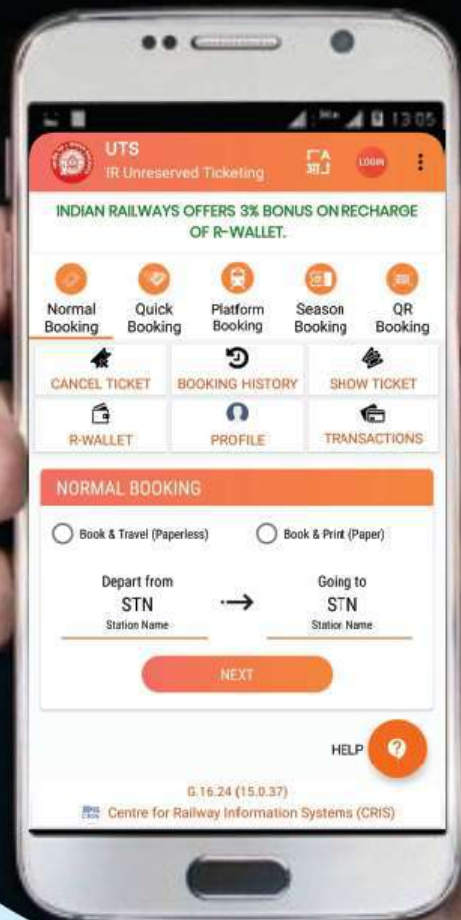 13:05
UTS
IR Unreserved Ticketing
अ A
LOGIN
INDIAN RAILWAYS OFFERS 3% BONUS ON RECHARGE
OF R-WALLET.
Normal Booking
Quick Booking
Platform Booking
Season Booking
QR Booking
CANCEL TICKET
BOOKING HISTORY
SHOW TICKET
R-WALLET
PROFILE
TRANSACTIONS
NORMAL BOOKING
Book & Travel (Paperless)
Book & Print (Paper)
Depart from
STN
Station Name
Going to
STN
Station Name
NEXT
HELP
G.16.24 (15.0.37)
Centre for Railway Information Systems (CRIS)